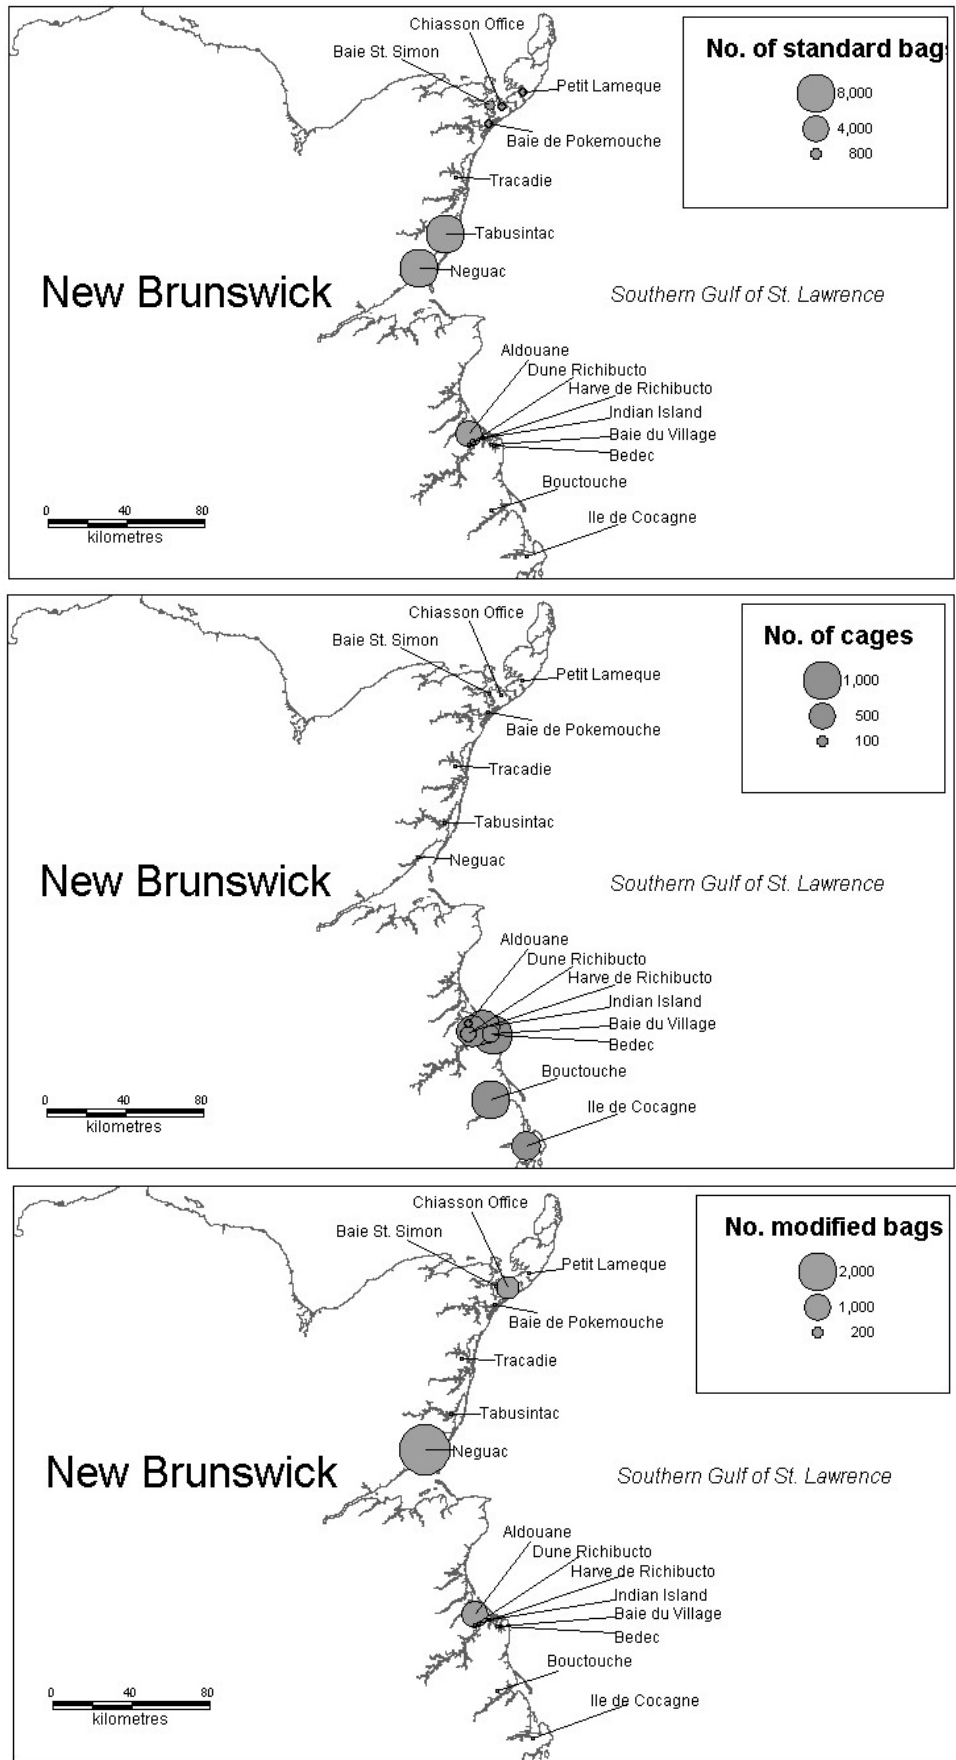 Chiasson Office
Baie St. Simon
No. of standard bags
8,000
4,000
800
Petit Lameque
Baie de Pokemouche
Tracadie
Tabusintac
Neguac
New Brunswick
Southern Gulf of St. Lawrence
Aldouane
Dune Richibucto
Harve de Richibucto
Indian Island
Baie du Village
Bedec
Bouctouche
0 40 80
kilometres
Ile de Cocagne
Chiasson Office
Baie St. Simon
No. of cages
1,000
500
100
Petit Lameque
Baie de Pokemouche
Tracadie
Tabusintac
Neguac
New Brunswick
Southern Gulf of St. Lawrence
Aldouane
Dune Richibucto
Harve de Richibucto
Indian Island
Baie du Village
Bedec
Bouctouche
0 40 80
kilometres
Ile de Cocagne
Chiasson Office
Baie St. Simon
No. modified bags
2,000
1,000
200
Petit Lameque
Baie de Pokemouche
Tracadie
Tabusintac
Neguac
New Brunswick
Southern Gulf of St. Lawrence
Aldouane
Dune Richibucto
Harve de Richibucto
Indian Island
Baie du Village
Bedec
Bouctouche
0 40 80
kilometres
Ile de Cocagne